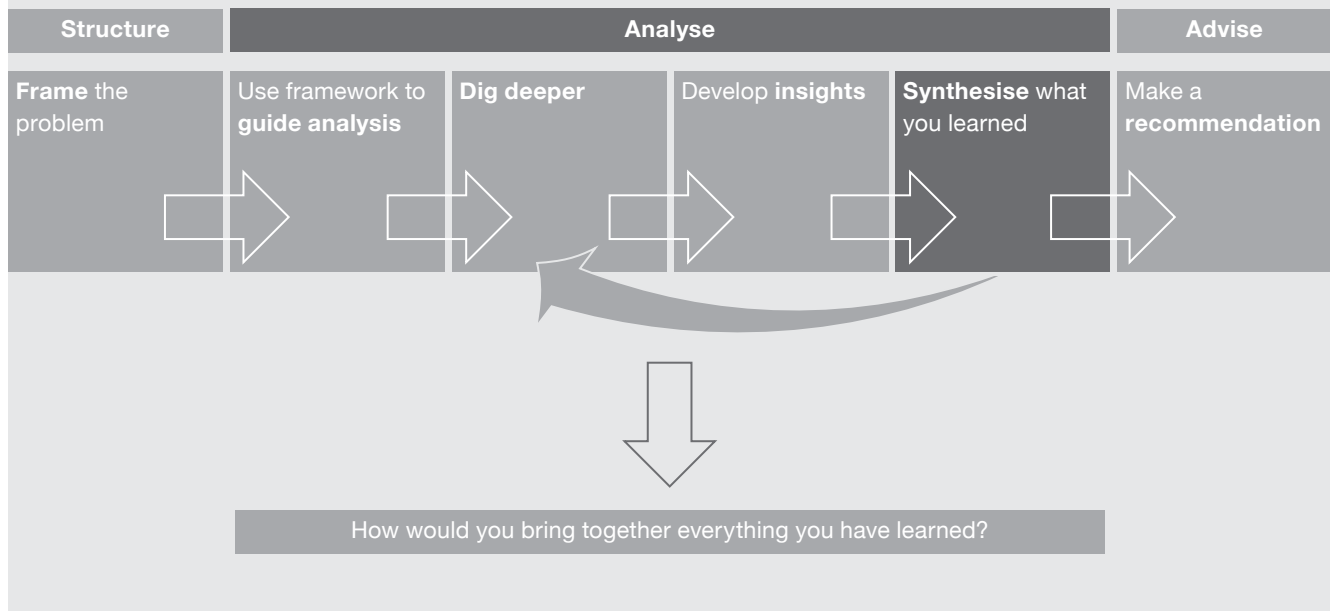 Structure
Analyse
Advise
Frame the
problem
Use framework to
guide analysis
Dig deeper
Develop insights
Synthesise what
you learned
Make a
recommendation
How would you bring together everything you have learned?